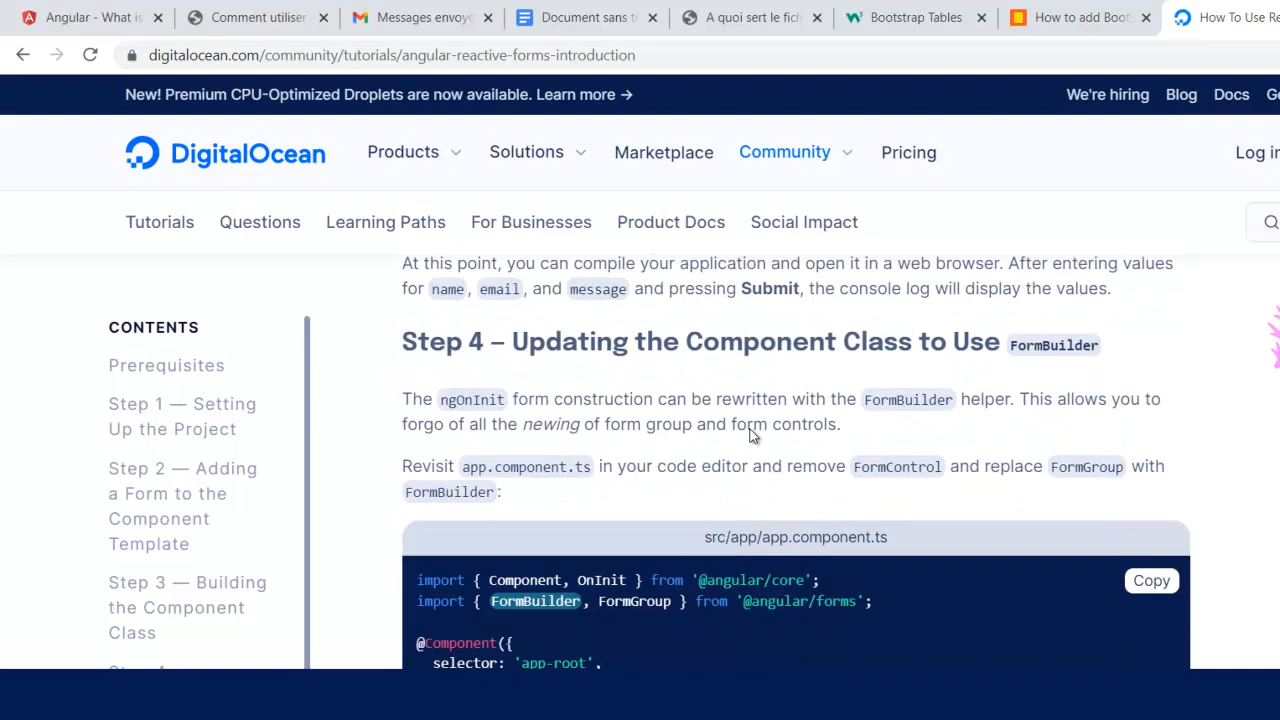 Angular - What is
Comment utiliser
Messages envoyé
Document sans t
A quoi sert le fich
Bootstrap Tables
How to add Boot
How To Use Re
digitalocean.com/community/tutorials/angular-reactive-forms-introduction
New! Premium CPU-Optimized Droplets are now available. Learn more →
We're hiring Blog Docs Ge
DigitalOcean Products Solutions Marketplace Community Pricing Log in
Tutorials Questions Learning Paths For Businesses Product Docs Social Impact
At this point, you can compile your application and open it in a web browser. After entering values
for name, email, and message and pressing Submit, the console log will display the values.
CONTENTS
Prerequisites
Step 1 — Setting
Up the Project
Step 2 — Adding
a Form to the
Component
Template
Step 3 — Building
the Component
Class
Step 4 — Updating the Component Class to Use FormBuilder
The ngOnInit form construction can be rewritten with the FormBuilder helper. This allows you to
forgo of all the newing of form group and form controls.
Revisit app.component.ts in your code editor and remove FormControl and replace FormGroup with
FormBuilder:
src/app/app.component.ts
Copy
import { Component, OnInit } from '@angular/core';
import { FormBuilder, FormGroup } from '@angular/forms';
@Component({
selector: 'app-root',